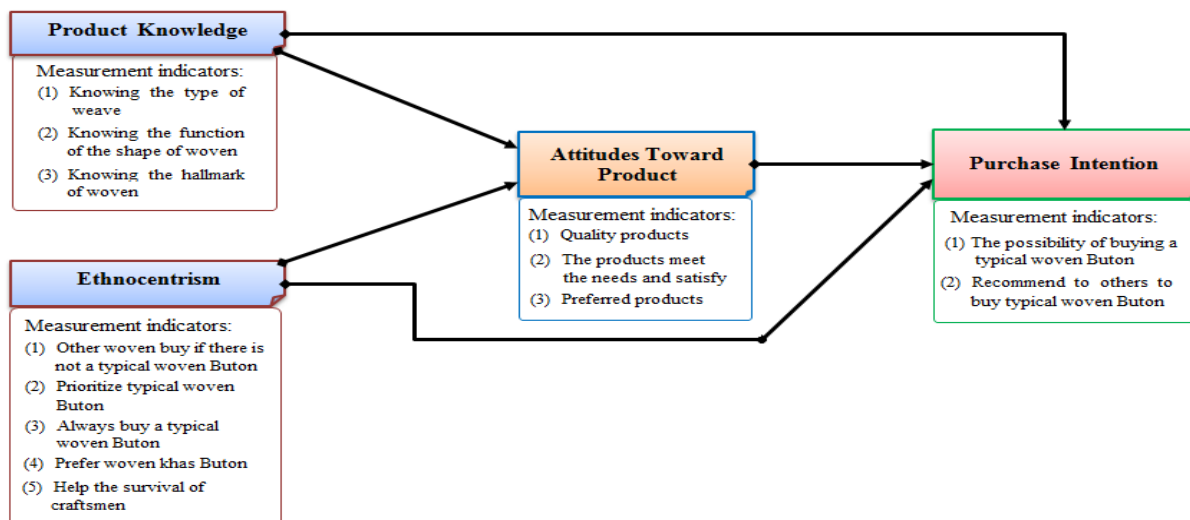 Product Knowledge
Measurement indicators:
(1) Knowing the type of
weave
(2) Knowing the function
of the shape of woven
(3) Knowing the hallmark
of woven
Ethnocentrism
Measurement indicators:
(1) Other woven buy if there is
not a typical woven Buton
(2) Prioritize typical woven
Buton
(3) Always buy a typical
woven Buton
(4) Prefer woven khas Buton
(5) Help the survival of
craftsmen
Attitudes Toward
Product
Measurement indicators:
(1) Quality products
(2) The products meet
the needs and satisfy
(3) Preferred products
Purchase Intention
Measurement indicators:
(1) The possibility of buying a
typical woven Buton
(2) Recommend to others to
buy typical woven Buton